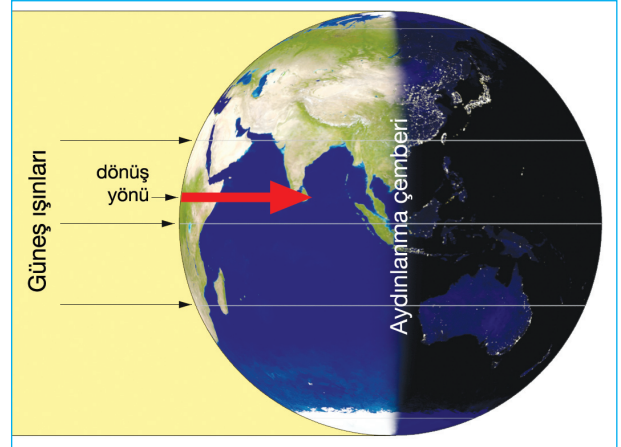 Güneş ışınları
dönüş
yönü
Aydınlanma çemberi